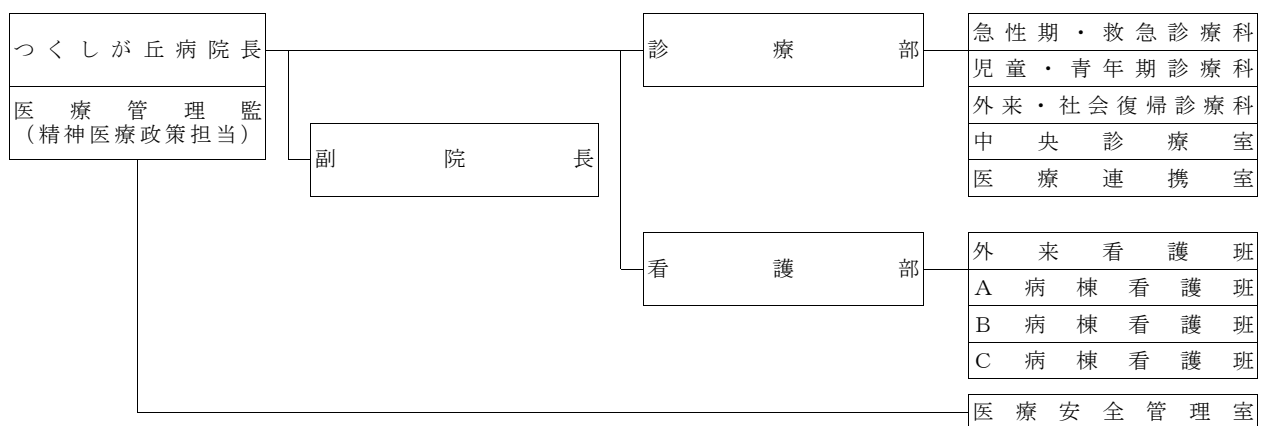 つくしが丘病院長
医療管理監
（精神医療政策担当）
副院長
診療部
急性期・救急診療科
児童・青年期診療科
外来・社会復帰診療科
中央診療室
医療連携室
看護部
外来看護班
A病棟看護班
B病棟看護班
C病棟看護班
医療安全管理室